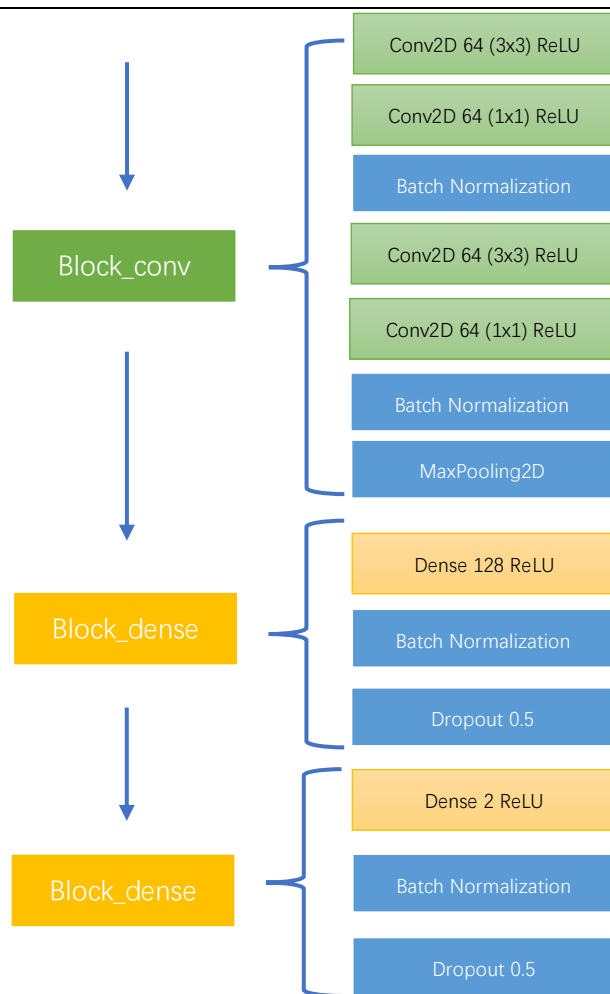 Conv2D 64 (3x3) ReLU
Conv2D 64 (1x1) ReLU
Batch Normalization
Block_conv
Conv2D 64 (3x3) ReLU
Conv2D 64 (1x1) ReLU
Batch Normalization
MaxPooling2D
Dense 128 ReLU
Block_dense
Batch Normalization
Dropout 0.5
Dense 2 ReLU
Block_dense
Batch Normalization
Dropout 0.5